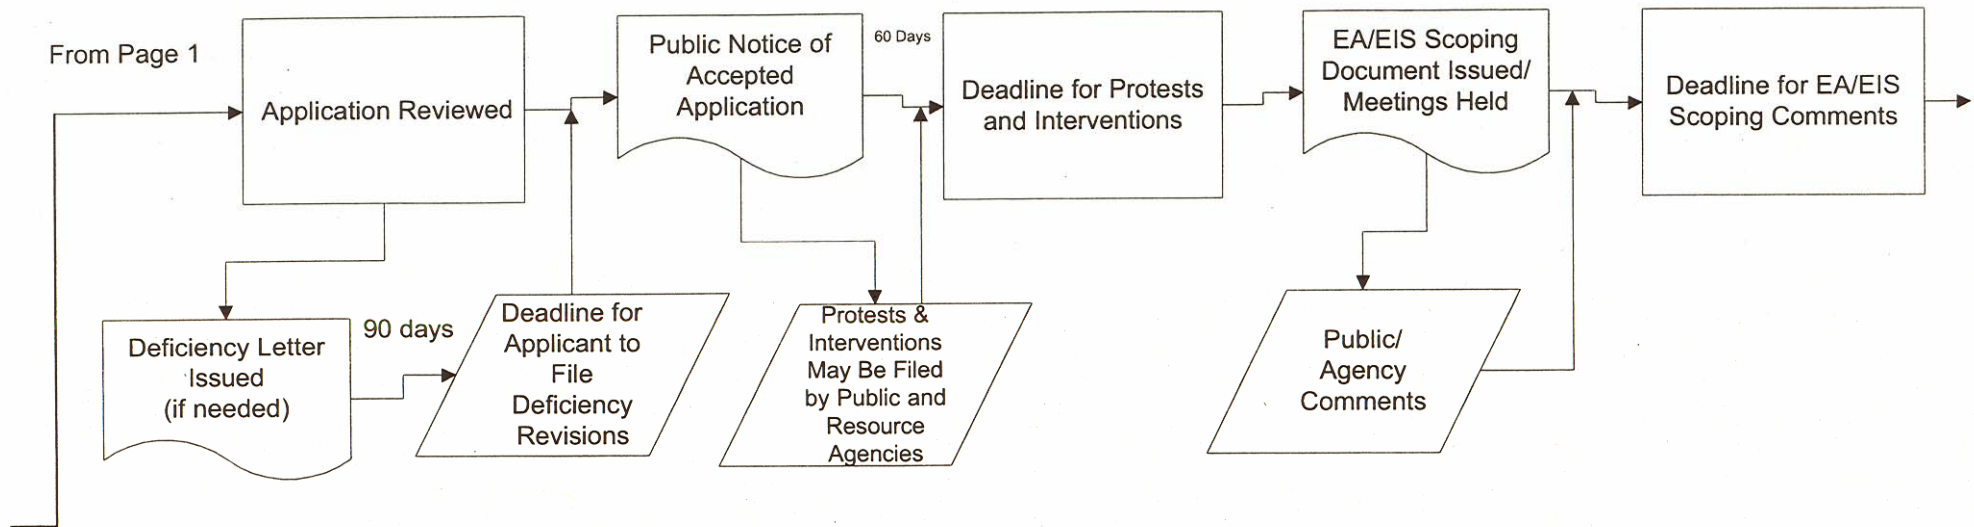 From Page 1
Application Reviewed
Public Notice of
Accepted
Application
60 Days
Deadline for Protests
and Interventions
EA/EIS Scoping
Document Issued/
Meetings Held
Deadline for EA/EIS
Scoping Comments
Deficiency Letter
Issued
(if needed)
90 days
Deadline for
Applicant to
File
Deficiency
Revisions
Protests &
Interventions
May Be Filed
by Public and
Resource
Agencies
Public/
Agency
Comments